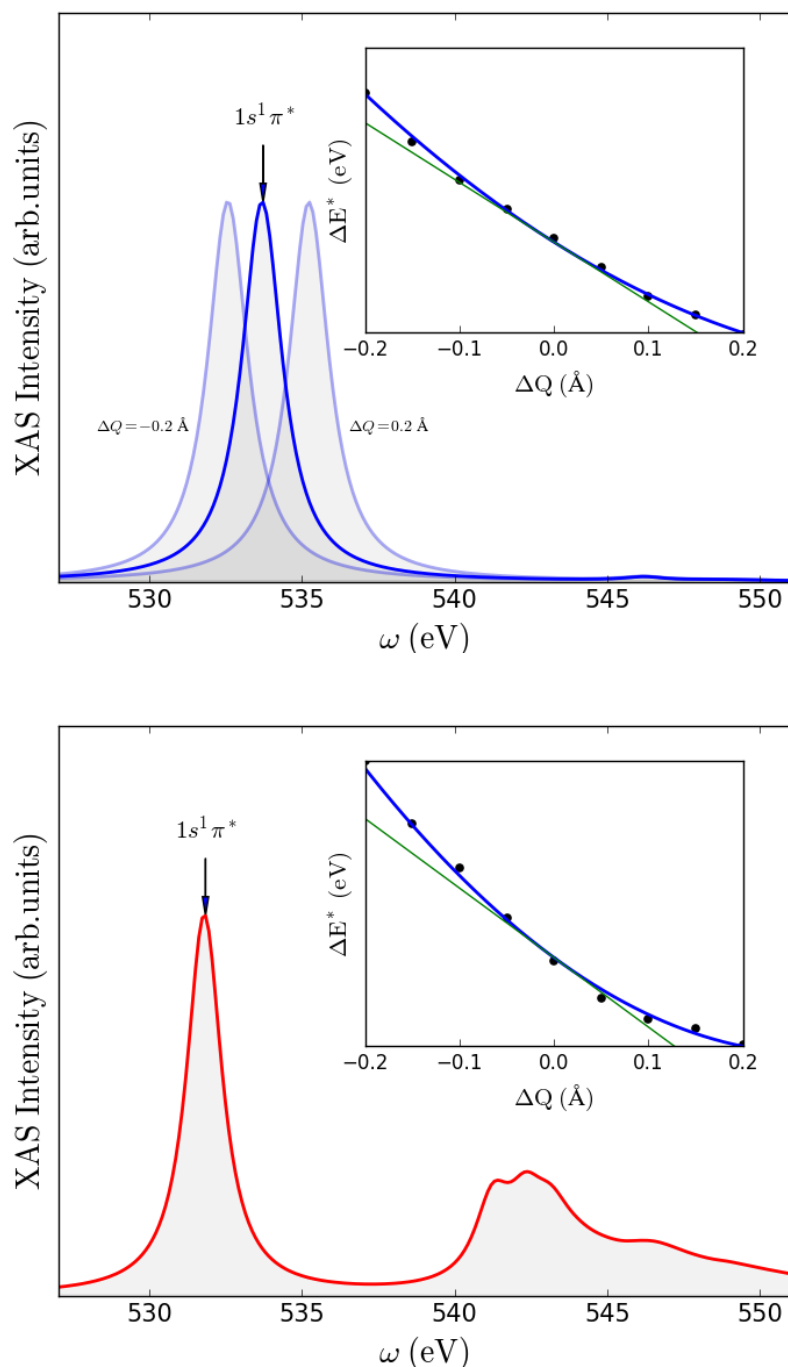 XAS Intensity (arb.units)
1s¹π*
ΔQ=−0.2 Å
ΔQ=0.2 Å
ΔE* (eV)
−0.2 −0.1 0.0 0.1 0.2
ΔQ (Å)
530 535 540 545 550
ω (eV)
XAS Intensity (arb.units)
1s¹π*
ΔE* (eV)
−0.2 −0.1 0.0 0.1 0.2
ΔQ (Å)
530 535 540 545 550
ω (eV)